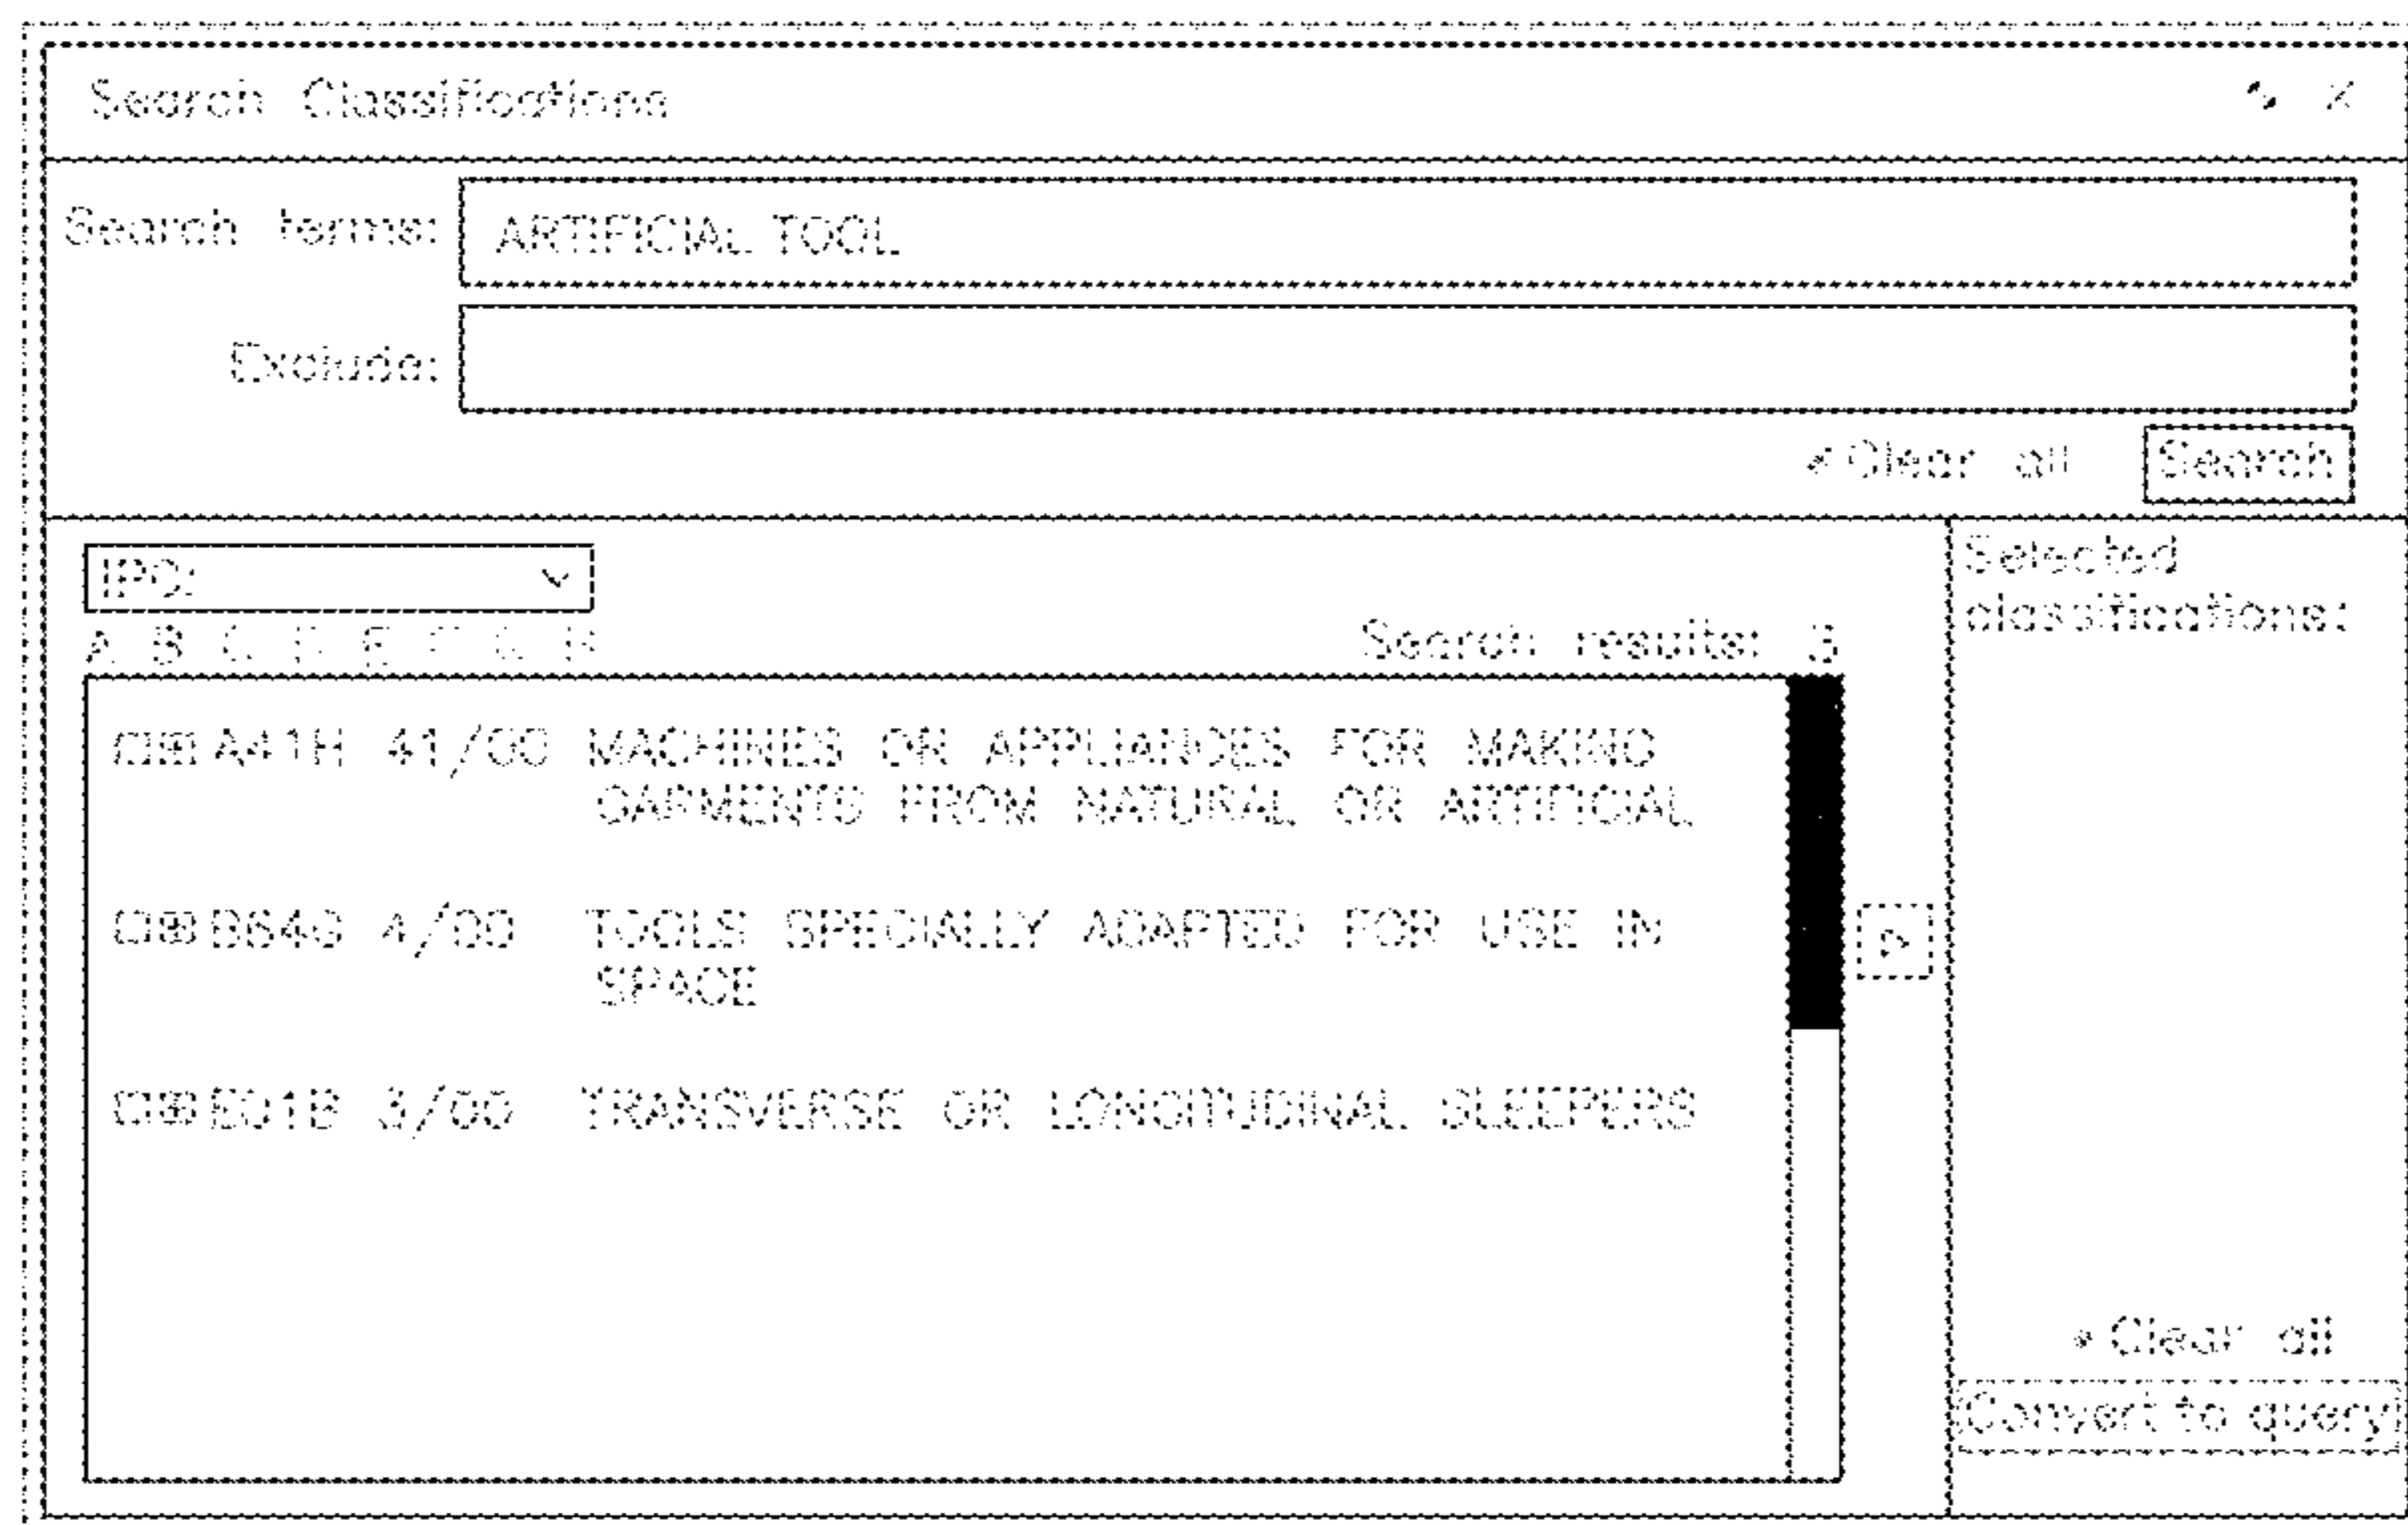 Search Classifications
Search terms: ARTIFICIAL TOOL
Exclude:
Clear all Search
IPC:
A B C D E F G H
Search results: 3
A41H 41/00 MACHINES OR APPLIANCES FOR MAKING
GARMENTS FROM NATURAL OR ARTIFICIAL
B64G 4/00 TOOLS SPECIALLY ADAPTED FOR USE IN
SPACE
E01B 3/00 TRANSVERSE OR LONGITUDINAL SLEEPERS
Selected
classifications:
Clear all
Convert to query